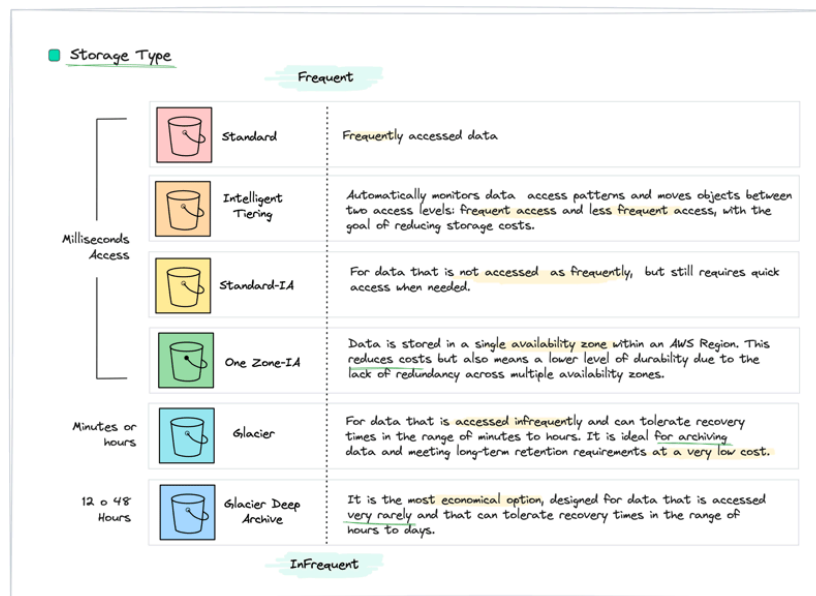 Storage Type
Frequent
Milliseconds
Access
Standard
Frequently accessed data
Intelligent
Tiering
Automatically monitors data access patterns and moves objects between
two access levels: frequent access and less frequent access, with the
goal of reducing storage costs.
Standard-IA
For data that is not accessed as frequently, but still requires quick
access when needed.
One Zone-IA
Data is stored in a single availability zone within an AWS Region. This
reduces costs but also means a lower level of durability due to the
lack of redundancy across multiple availability zones.
Minutes or
hours
Glacier
For data that is accessed infrequently and can tolerate recovery
times in the range of minutes to hours. It is ideal for archiving
data and meeting long-term retention requirements at a very low cost.
12 o 48
Hours
Glacier Deep
Archive
It is the most economical option, designed for data that is accessed
very rarely and that can tolerate recovery times in the range of
hours to days.
InFrequent